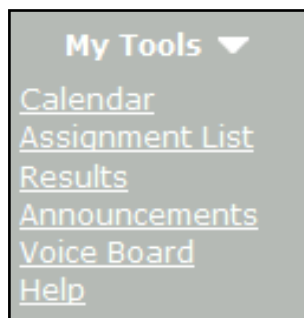 My Tools
Calendar
Assignment List
Results
Announcements
Voice Board
Help